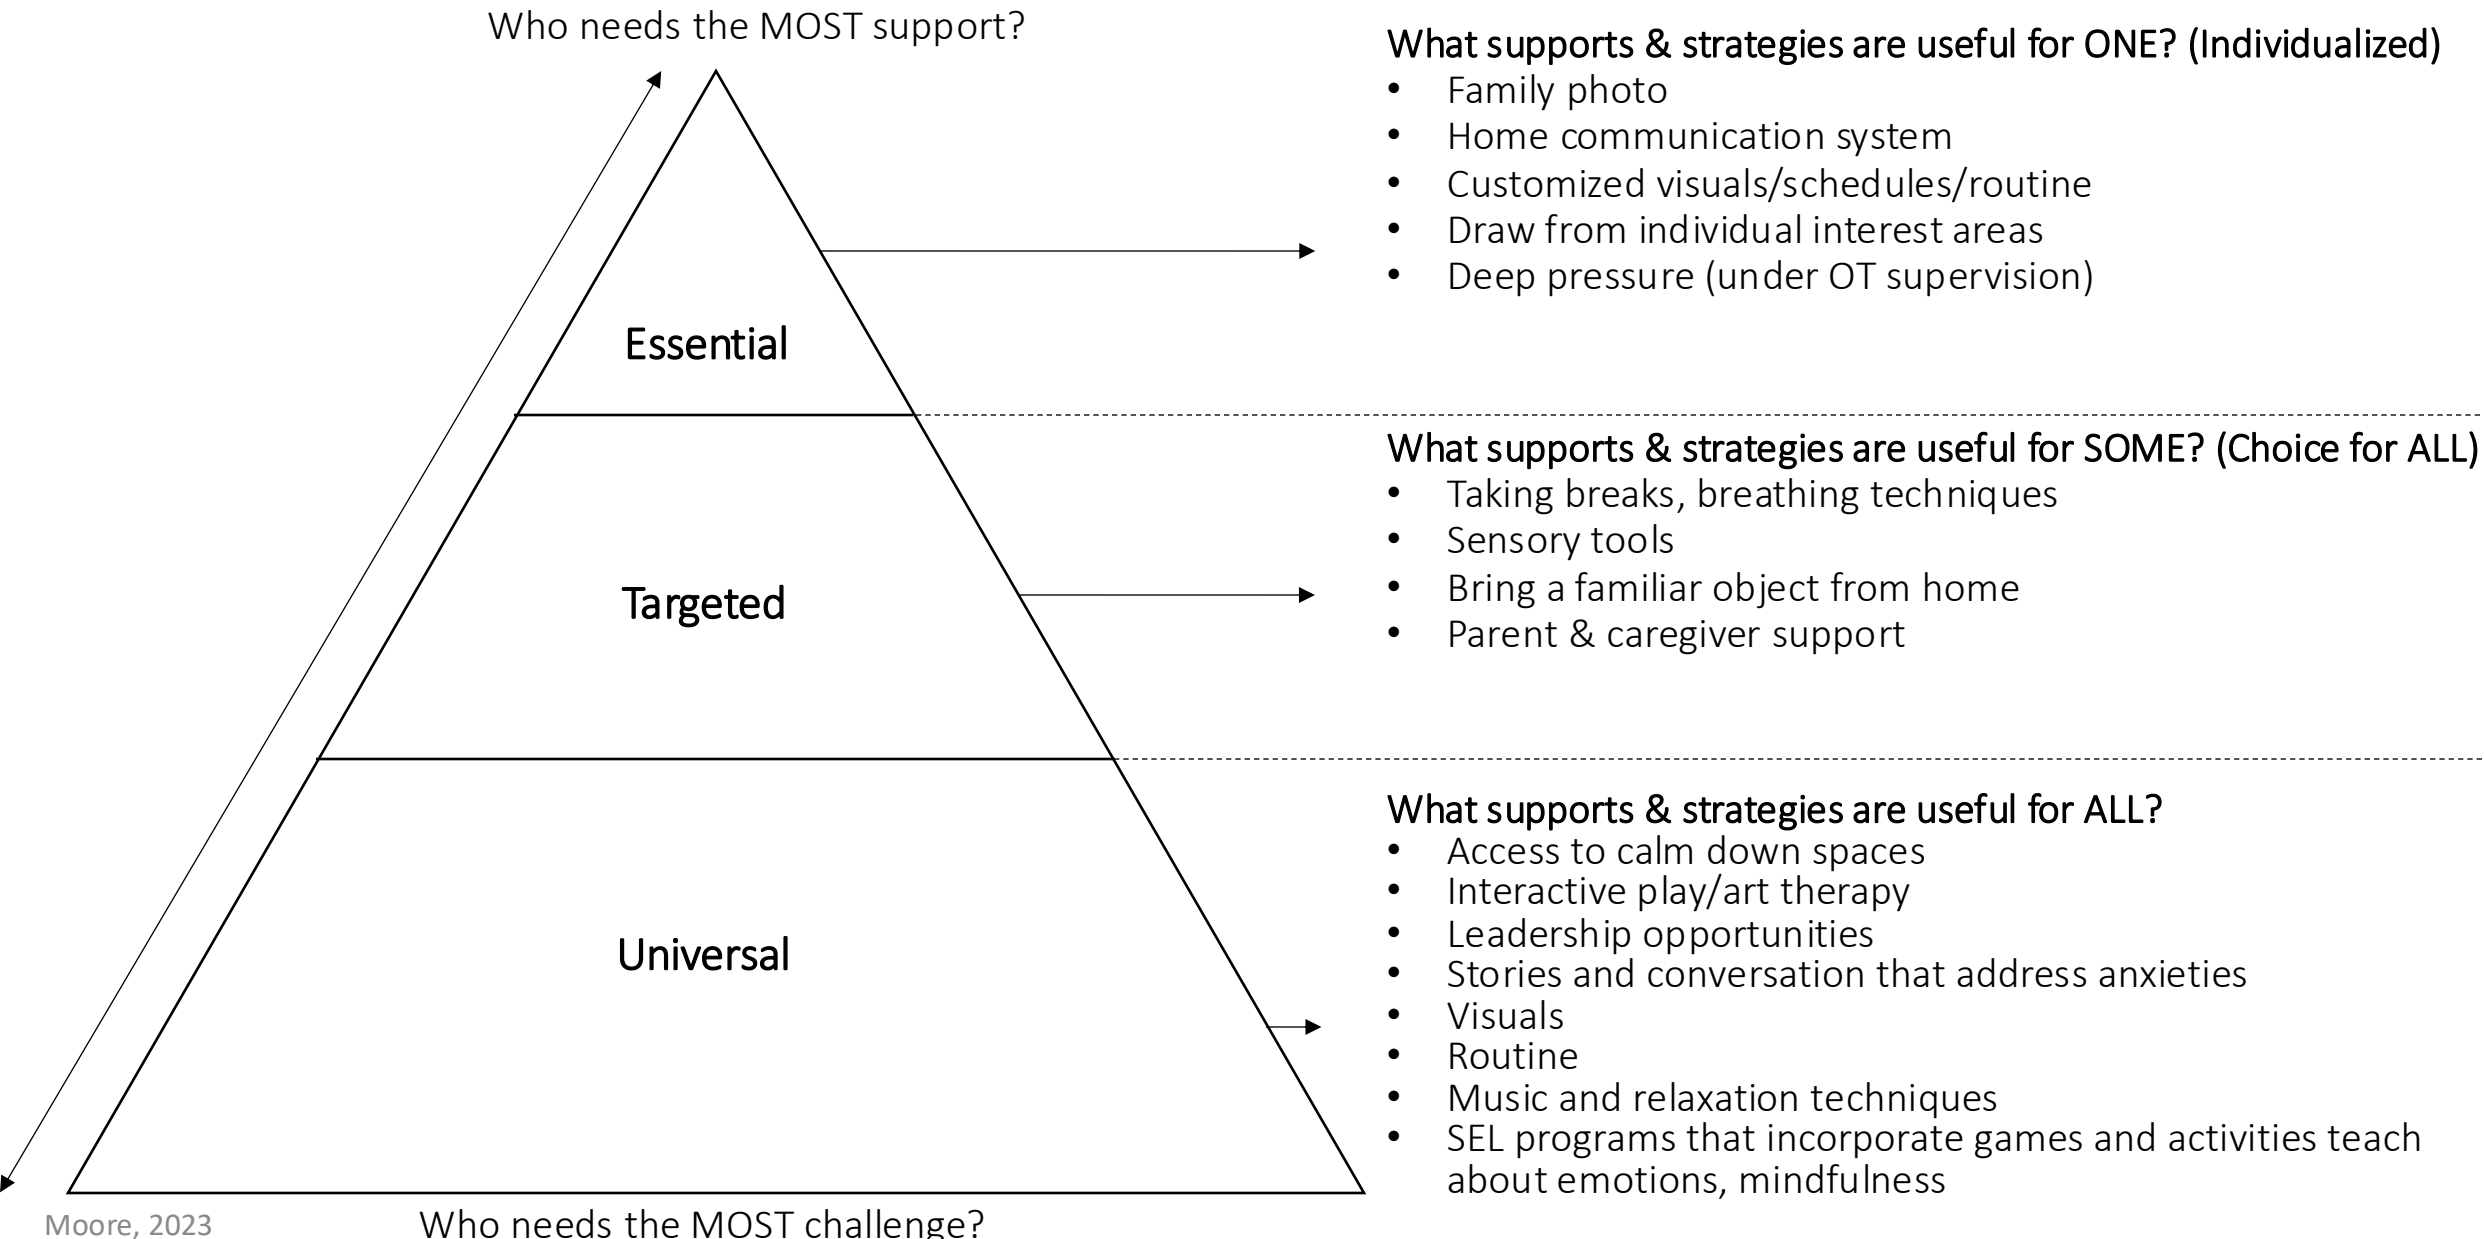 Who needs the MOST support?
What supports & strategies are useful for ONE? (Individualized)
• Family photo
• Home communication system
• Customized visuals/schedules/routine
• Draw from individual interest areas
• Deep pressure (under OT supervision)
Essential
What supports & strategies are useful for SOME? (Choice for ALL)
• Taking breaks, breathing techniques
• Sensory tools
• Bring a familiar object from home
• Parent & caregiver support
Targeted
What supports & strategies are useful for ALL?
• Access to calm down spaces
• Interactive play/art therapy
• Leadership opportunities
• Stories and conversation that address anxieties
• Visuals
• Routine
• Music and relaxation techniques
• SEL programs that incorporate games and activities teach
about emotions, mindfulness
Universal
Moore, 2023
Who needs the MOST challenge?